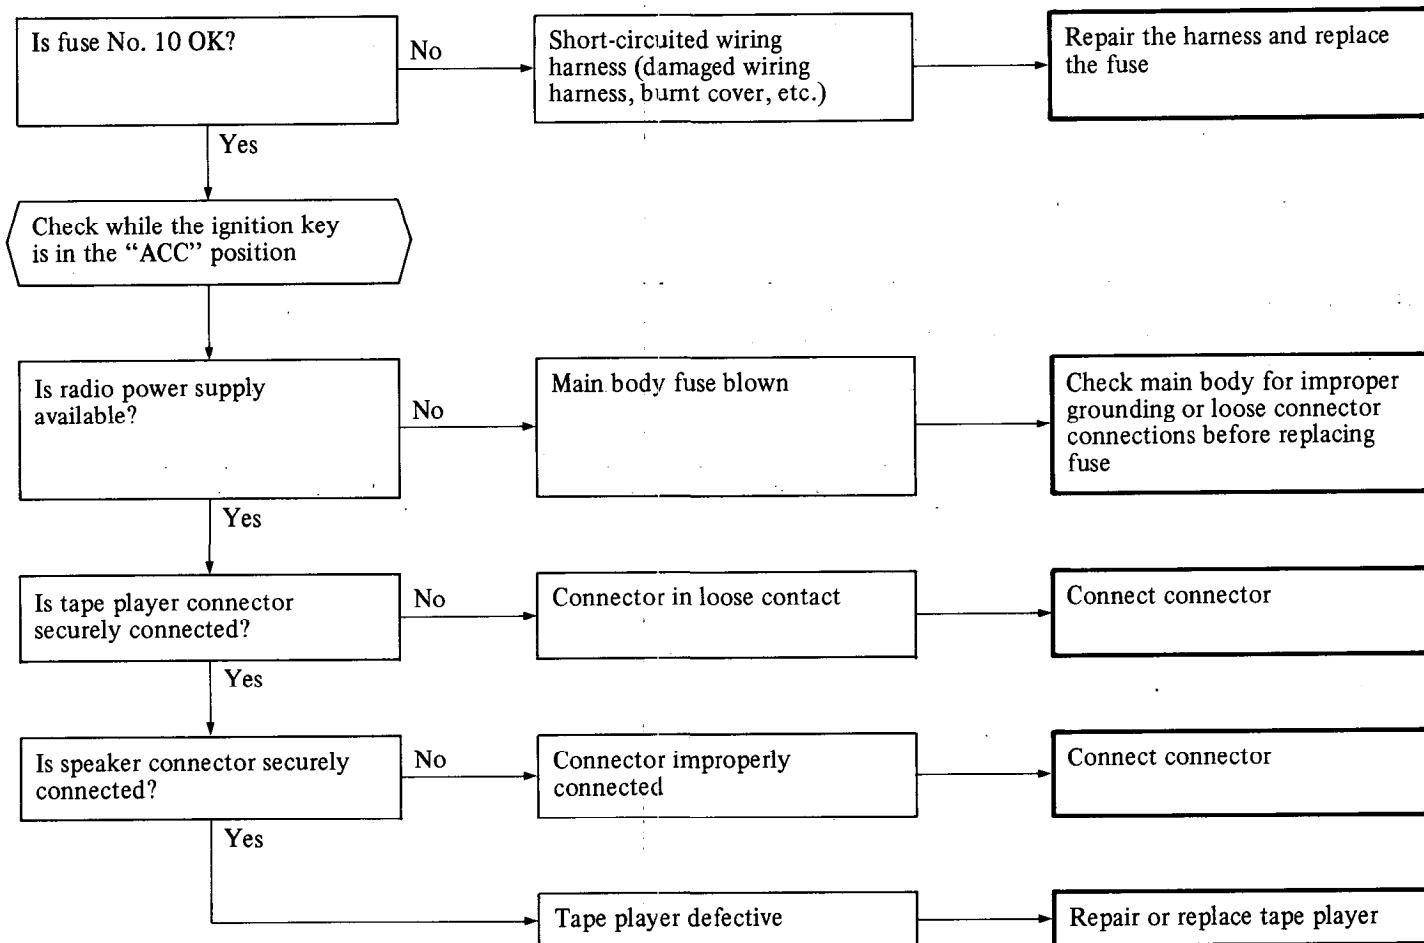 Is fuse No. 10 OK?
No
Short-circuited wiring
harness (damaged wiring
harness, burnt cover, etc.)
Repair the harness and replace
the fuse
Yes
Check while the ignition key
is in the “ACC” position
Is radio power supply
available?
No
Main body fuse blown
Check main body for improper
grounding or loose connector
connections before replacing
fuse
Yes
Is tape player connector
securely connected?
No
Connector in loose contact
Connect connector
Yes
Is speaker connector securely
connected?
No
Connector improperly
connected
Connect connector
Yes
Tape player defective
Repair or replace tape player